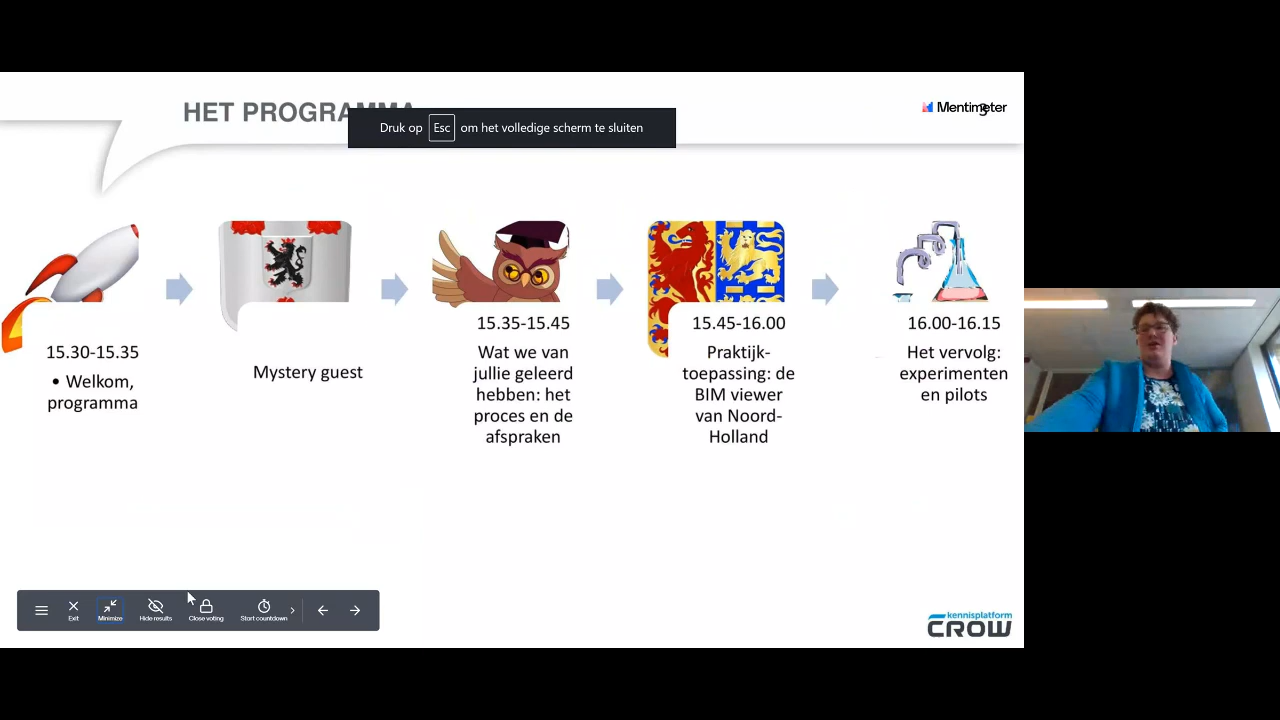 HET PROGRAMMA
Mentimeter
3
Druk op Esc om het volledige scherm te sluiten
15.30-15.35
• Welkom,
programma
Mystery guest
15.35-15.45
Wat we van
jullie geleerd
hebben: het
proces en de
afspraken
15.45-16.00
Praktijk-
toepassing: de
BIM viewer
van Noord-
Holland
16.00-16.15
Het vervolg:
experimenten
en pilots
Exit
Minimize
Hide results
Close voting
Start countdown
kennisplatform
CROW